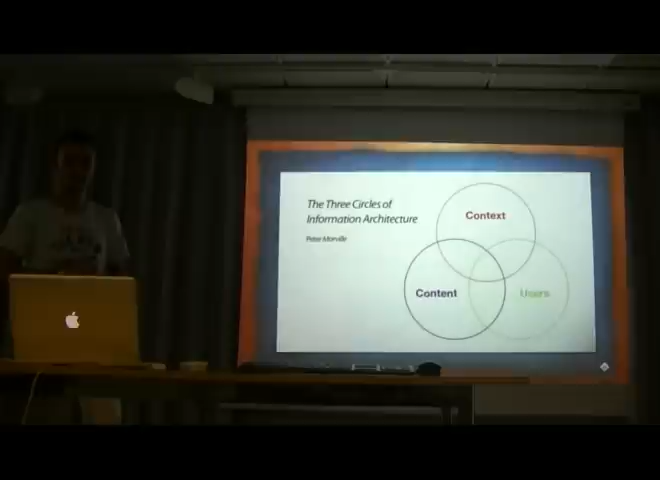 The Three Circles of
Information Architecture
Peter Morville
Context
Content
Users